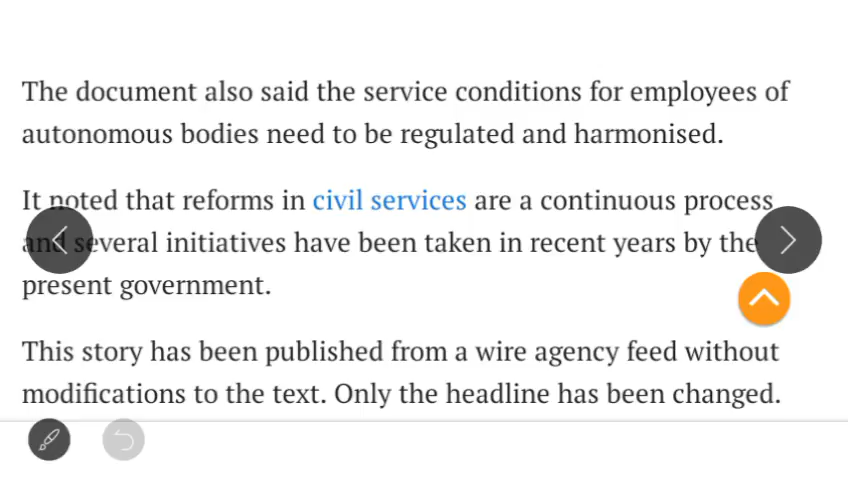 The document also said the service conditions for employees of
autonomous bodies need to be regulated and harmonised.
It noted that reforms in civil services are a continuous process
and several initiatives have been taken in recent years by the
present government.
This story has been published from a wire agency feed without
modifications to the text. Only the headline has been changed.